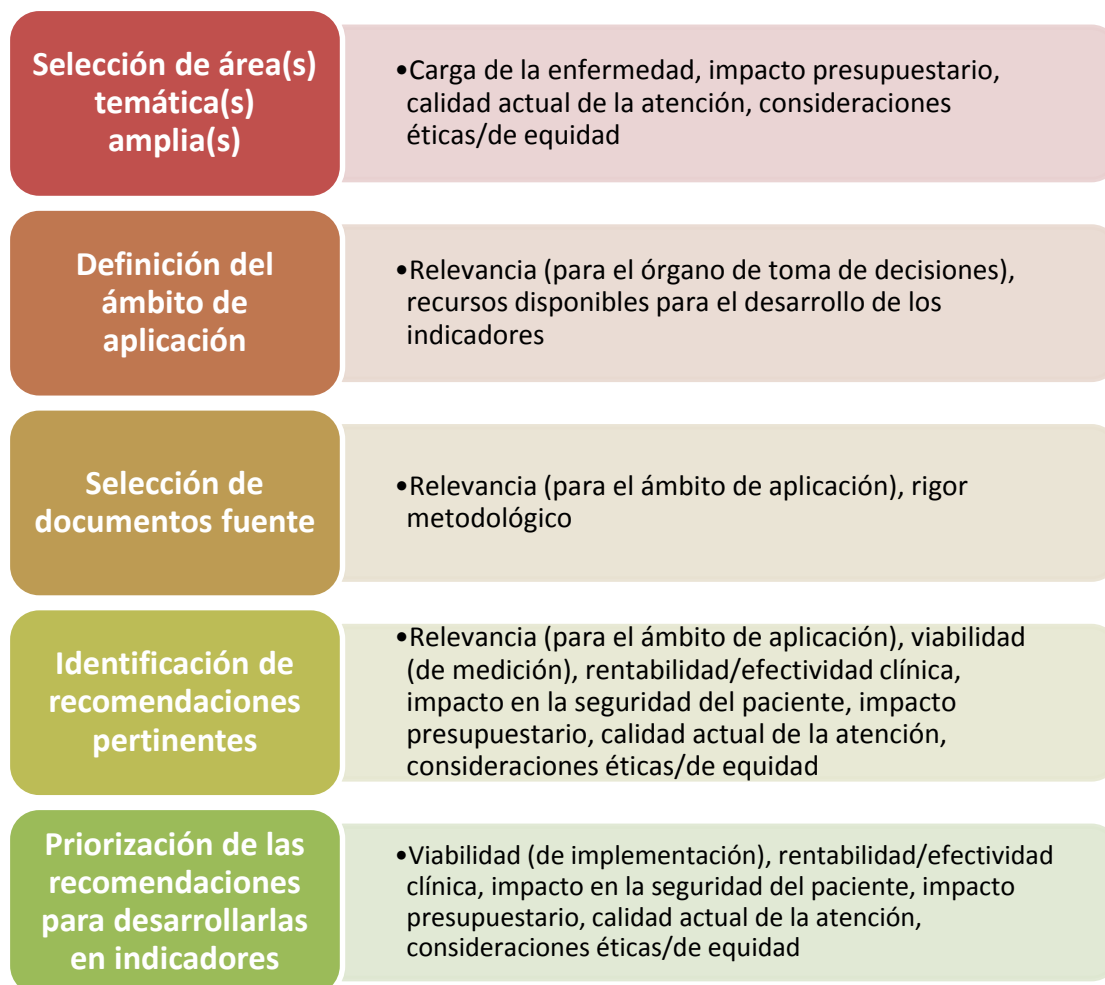 Selección de área(s)
temática(s)
amplia(s)
•Carga de la enfermedad, impacto presupuestario,
calidad actual de la atención, consideraciones
éticas/de equidad
Definición del
ámbito de
aplicación
•Relevancia (para el órgano de toma de decisiones),
recursos disponibles para el desarrollo de los
indicadores
Selección de
documentos fuente
•Relevancia (para el ámbito de aplicación), rigor
metodológico
Identificación de
recomendaciones
pertinentes
•Relevancia (para el ámbito de aplicación), viabilidad
(de medición), rentabilidad/efectividad clínica,
impacto en la seguridad del paciente, impacto
presupuestario, calidad actual de la atención,
consideraciones éticas/de equidad
Priorización de las
recomendaciones
para desarrollarlas
en indicadores
•Viabilidad (de implementación), rentabilidad/efectividad
clínica, impacto en la seguridad del paciente, impacto
presupuestario, calidad actual de la atención,
consideraciones éticas/de equidad